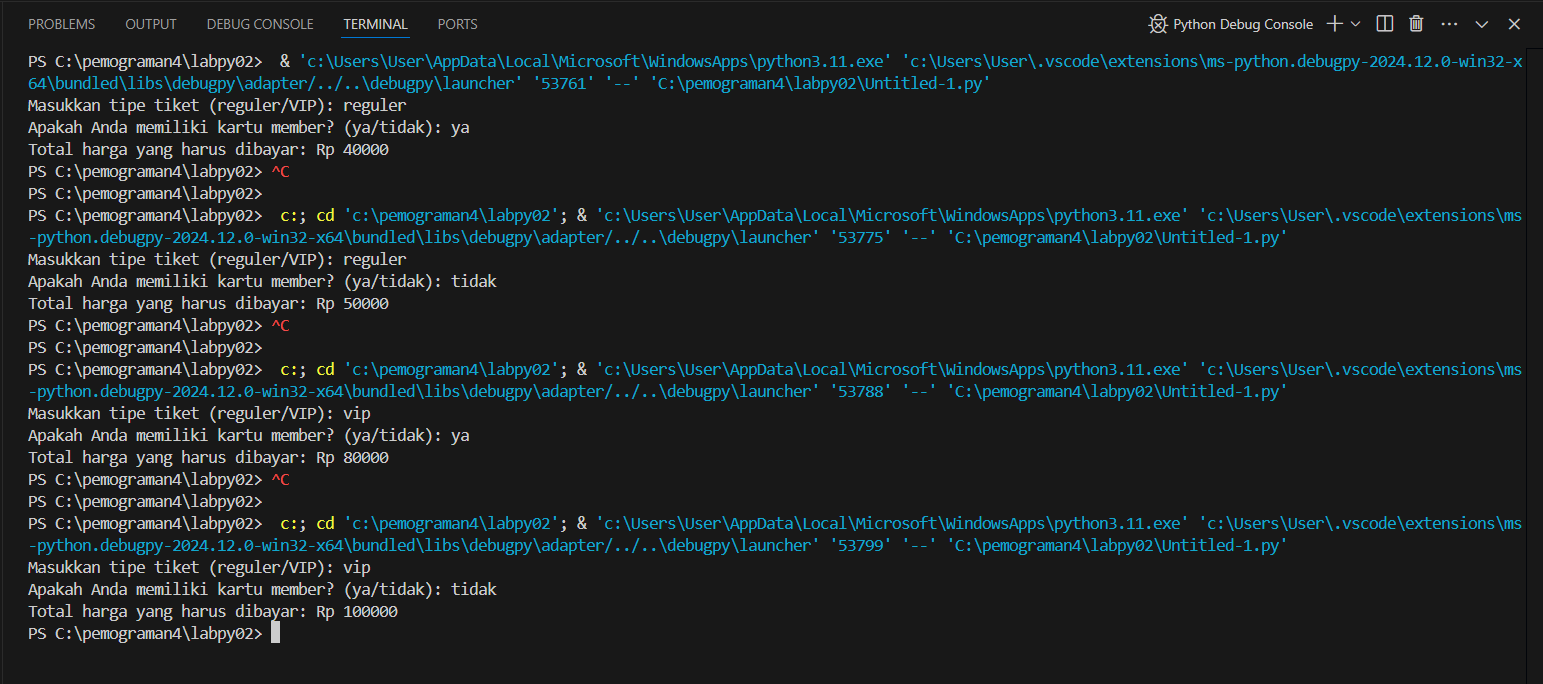 PROBLEMS OUTPUT DEBUG CONSOLE TERMINAL PORTS Python Debug Console
PS C:\pemograman4\labpy02>  & 'c:\Users\User\AppData\Local\Microsoft\WindowsApps\python3.11.exe' 'c:\Users\User\.vscode\extensions\ms-python.debugpy-2024.12.0-win32-x
64\bundled\libs\debugpy\adapter/../..\debugpy\launcher' '53761' '--' 'C:\pemograman4\labpy02\Untitled-1.py'
Masukkan tipe tiket (reguler/VIP): reguler
Apakah Anda memiliki kartu member? (ya/tidak): ya
Total harga yang harus dibayar: Rp 40000
PS C:\pemograman4\labpy02> ^C
PS C:\pemograman4\labpy02>
PS C:\pemograman4\labpy02>  c:; cd 'c:\pemograman4\labpy02'; & 'c:\Users\User\AppData\Local\Microsoft\WindowsApps\python3.11.exe' 'c:\Users\User\.vscode\extensions\ms
-python.debugpy-2024.12.0-win32-x64\bundled\libs\debugpy\adapter/../..\debugpy\launcher' '53775' '--' 'C:\pemograman4\labpy02\Untitled-1.py'
Masukkan tipe tiket (reguler/VIP): reguler
Apakah Anda memiliki kartu member? (ya/tidak): tidak
Total harga yang harus dibayar: Rp 50000
PS C:\pemograman4\labpy02> ^C
PS C:\pemograman4\labpy02>
PS C:\pemograman4\labpy02>  c:; cd 'c:\pemograman4\labpy02'; & 'c:\Users\User\AppData\Local\Microsoft\WindowsApps\python3.11.exe' 'c:\Users\User\.vscode\extensions\ms
-python.debugpy-2024.12.0-win32-x64\bundled\libs\debugpy\adapter/../..\debugpy\launcher' '53788' '--' 'C:\pemograman4\labpy02\Untitled-1.py'
Masukkan tipe tiket (reguler/VIP): vip
Apakah Anda memiliki kartu member? (ya/tidak): ya
Total harga yang harus dibayar: Rp 80000
PS C:\pemograman4\labpy02> ^C
PS C:\pemograman4\labpy02>
PS C:\pemograman4\labpy02>  c:; cd 'c:\pemograman4\labpy02'; & 'c:\Users\User\AppData\Local\Microsoft\WindowsApps\python3.11.exe' 'c:\Users\User\.vscode\extensions\ms
-python.debugpy-2024.12.0-win32-x64\bundled\libs\debugpy\adapter/../..\debugpy\launcher' '53799' '--' 'C:\pemograman4\labpy02\Untitled-1.py'
Masukkan tipe tiket (reguler/VIP): vip
Apakah Anda memiliki kartu member? (ya/tidak): tidak
Total harga yang harus dibayar: Rp 100000
PS C:\pemograman4\labpy02>